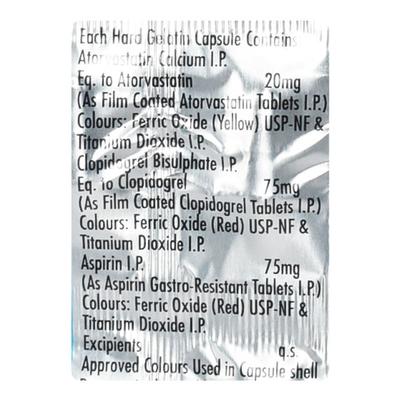 Each Hard Gelatin Capsule Contains
Atorvastatin Calcium I.P.
Eq. to Atorvastatin 20mg
(As Film Coated Atorvastatin Tablets I.P.)
Colours: Ferric Oxide (Yellow) USP-NF &
Titanium Dioxide I.P.
Clopidogrel Bisulphate I.P.
Eq. to Clopidogrel 75mg
(As Film Coated Clopidogrel Tablets I.P.)
Colours: Ferric Oxide (Red) USP-NF &
Titanium Dioxide I.P.
Aspirin I.P. 75mg
(As Aspirin Gastro-Resistant Tablets I.P.)
Colours: Ferric Oxide (Red) USP-NF &
Titanium Dioxide I.P.
Excipients q.s.
Approved Colours Used in Capsule shell